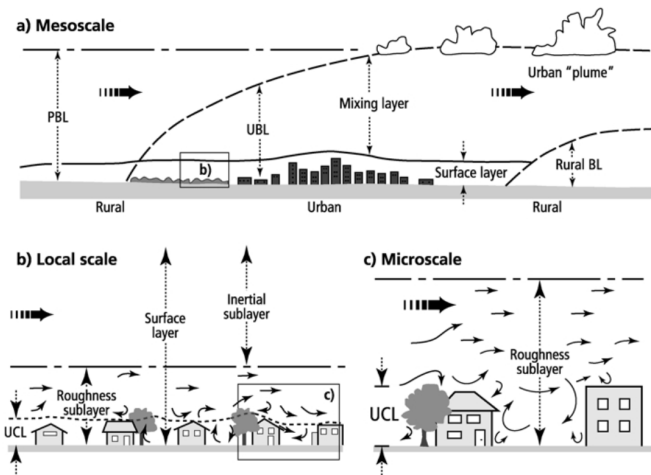 a) Mesoscale
Urban "plume"
PBL
Mixing layer
UBL
b)
Surface layer
Rural BL
Rural
Urban
Rural
b) Local scale
Surface
layer
Inertial
sublayer
Roughness
sublayer
UCL
c)
c) Microscale
Roughness
sublayer
UCL